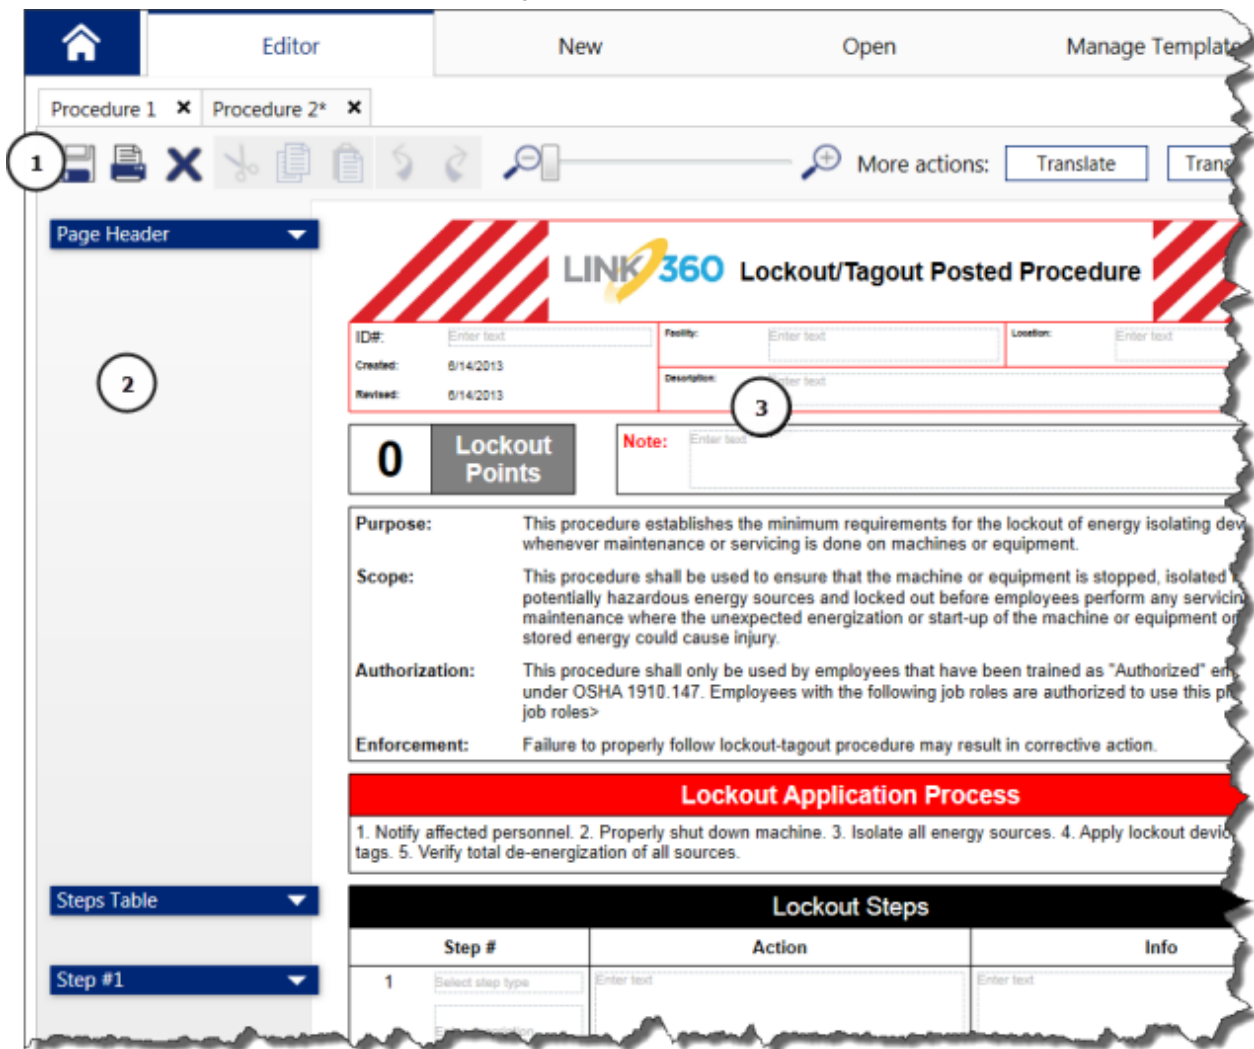 Editor New Open Manage Template
Procedure 1 Procedure 2*
1 More actions: Translate Trans
Page Header
LINK 360 Lockout/Tagout Posted Procedure
ID#: Enter text Facility: Enter text Location: Enter text
Created: 6/14/2013
Description: Enter text
Revised: 6/14/2013
2
3
0 Lockout Points
Note: Enter text
Purpose: This procedure establishes the minimum requirements for the lockout of energy isolating dev
whenever maintenance or servicing is done on machines or equipment.
Scope: This procedure shall be used to ensure that the machine or equipment is stopped, isolated
potentially hazardous energy sources and locked out before employees perform any servicin
maintenance where the unexpected energization or start-up of the machine or equipment or
stored energy could cause injury.
Authorization: This procedure shall only be used by employees that have been trained as "Authorized" em
under OSHA 1910.147. Employees with the following job roles are authorized to use this
job roles>
Enforcement: Failure to properly follow lockout-tagout procedure may result in corrective action.
Lockout Application Process
1. Notify affected personnel. 2. Properly shut down machine. 3. Isolate all energy sources. 4. Apply lockout devic
tags. 5. Verify total de-energization of all sources.
Steps Table
Lockout Steps
Step # Action Info
Step #1
1 Select step type Enter text Enter text